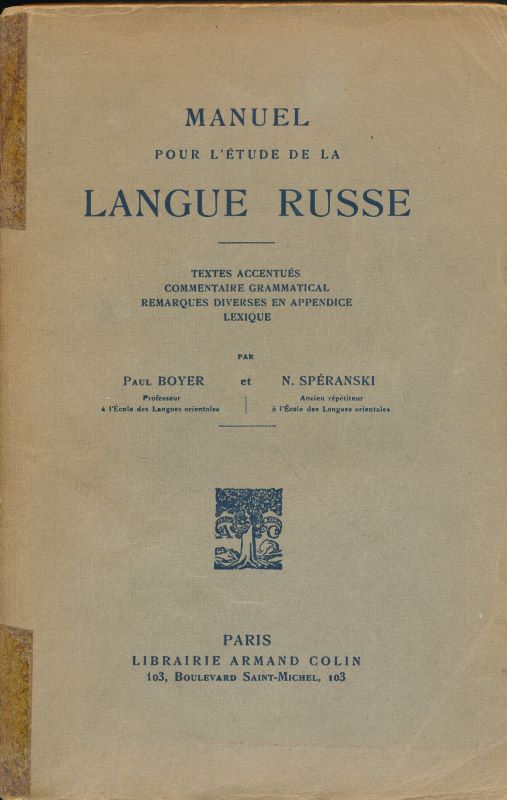 MANUEL
POUR L'ÉTUDE DE LA
LANGUE RUSSE
TEXTES ACCENTUÉS
COMMENTAIRE GRAMMATICAL
REMARQUES DIVERSES EN APPENDICE
LEXIQUE
PAR
PAUL BOYER et N. SPÉRANSKI
Professeur Ancien répétiteur
à l'École des Langues orientales à l'École des Langues orientales
A C
PARIS
LIBRAIRIE ARMAND COLIN
103, BOULEVARD SAINT-MICHEL, 103